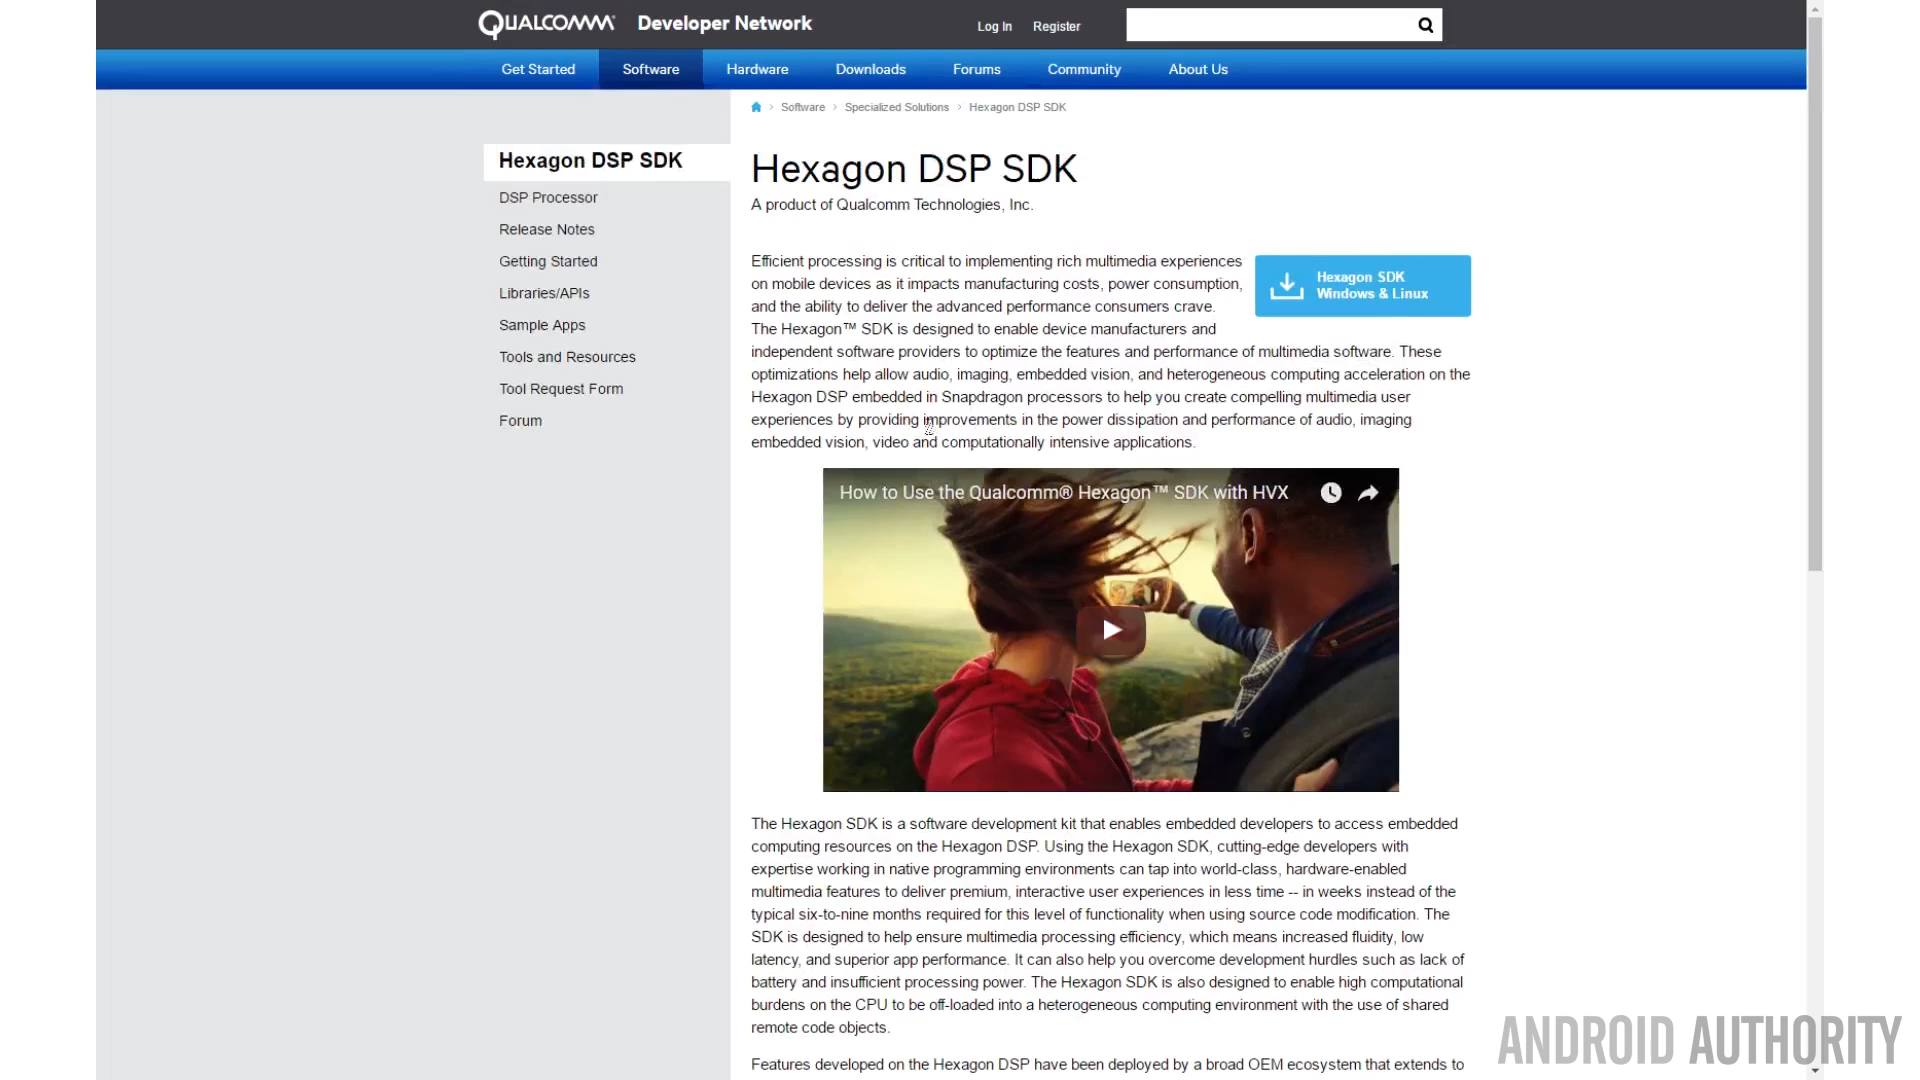 QUALCOMM Developer Network
Log In Register
Get Started Software Hardware Downloads Forums Community About Us
Software › Specialized Solutions › Hexagon DSP SDK
Hexagon DSP SDK
DSP Processor
Release Notes
Getting Started
Libraries/APIs
Sample Apps
Tools and Resources
Tool Request Form
Forum
Hexagon DSP SDK
A product of Qualcomm Technologies, Inc.
Hexagon SDK
Windows & Linux
Efficient processing is critical to implementing rich multimedia experiences
on mobile devices as it impacts manufacturing costs, power consumption,
and the ability to deliver the advanced performance consumers crave.
The Hexagon™ SDK is designed to enable device manufacturers and
independent software providers to optimize the features and performance of multimedia software. These
optimizations help allow audio, imaging, embedded vision, and heterogeneous computing acceleration on the
Hexagon DSP embedded in Snapdragon processors to help you create compelling multimedia user
experiences by providing improvements in the power dissipation and performance of audio, imaging
embedded vision, video and computationally intensive applications.
How to Use the Qualcomm® Hexagon™ SDK with HVX
The Hexagon SDK is a software development kit that enables embedded developers to access embedded
computing resources on the Hexagon DSP. Using the Hexagon SDK, cutting-edge developers with
expertise working in native programming environments can tap into world-class, hardware-enabled
multimedia features to deliver premium, interactive user experiences in less time -- in weeks instead of the
typical six-to-nine months required for this level of functionality when using source code modification. The
SDK is designed to help ensure multimedia processing efficiency, which means increased fluidity, low
latency, and superior app performance. It can also help you overcome development hurdles such as lack of
battery and insufficient processing power. The Hexagon SDK is also designed to enable high computational
burdens on the CPU to be off-loaded into a heterogeneous computing environment with the use of shared
remote code objects.
Features developed on the Hexagon DSP have been deployed by a broad OEM ecosystem that extends to
ANDROID AUTHORITY